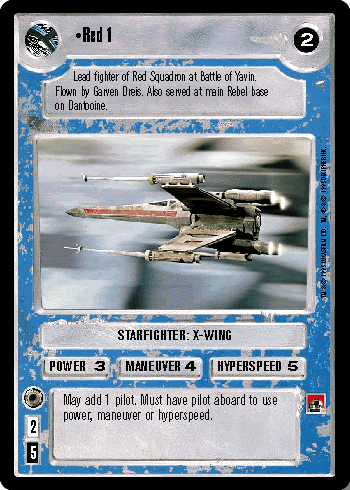 •Red 1
2
Lead fighter of Red Squadron at Battle of Yavin.
Flown by Garven Dreis. Also served at main Rebel base
on Dantooine.
STARFIGHTER: X-WING
POWER 3 MANEUVER 4 HYPERSPEED 5
May add 1 pilot. Must have pilot aboard to use
power, maneuver or hyperspeed.
2
5